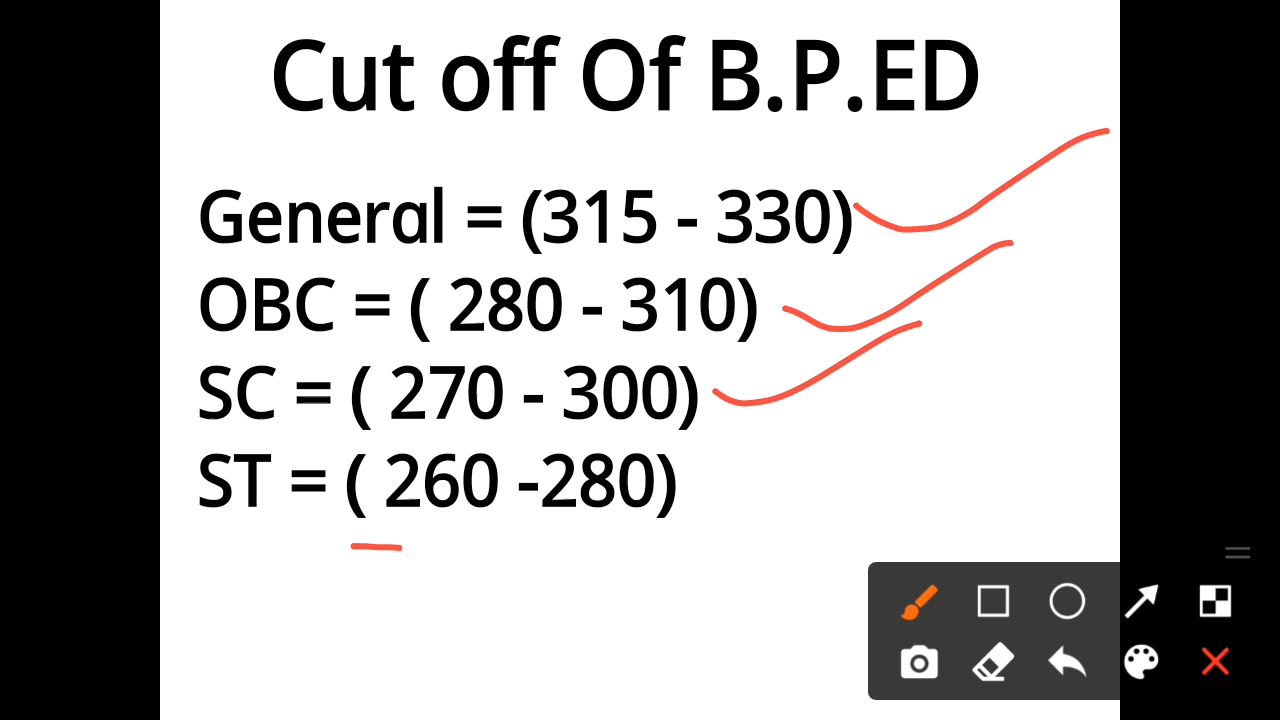 Cut off Of B.P.ED
General = (315 - 330)
OBC = ( 280 - 310)
SC = ( 270 - 300)
ST = ( 260 -280)